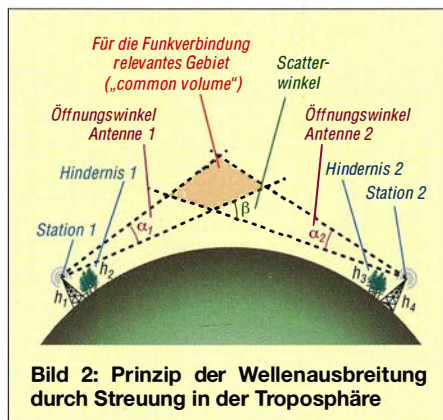 Für die Funkverbindung
relevantes Gebiet
(„common volume“)
Scatter-
winkel
Öffnungswinkel
Antenne 1
Öffnungswinkel
Antenne 2
Hindernis 1
Hindernis 2
Station 1
Station 2
α₁
β
α₂
h₁
h₂
h₃
h₄
Bild 2: Prinzip der Wellenausbreitung
durch Streuung in der Troposphäre